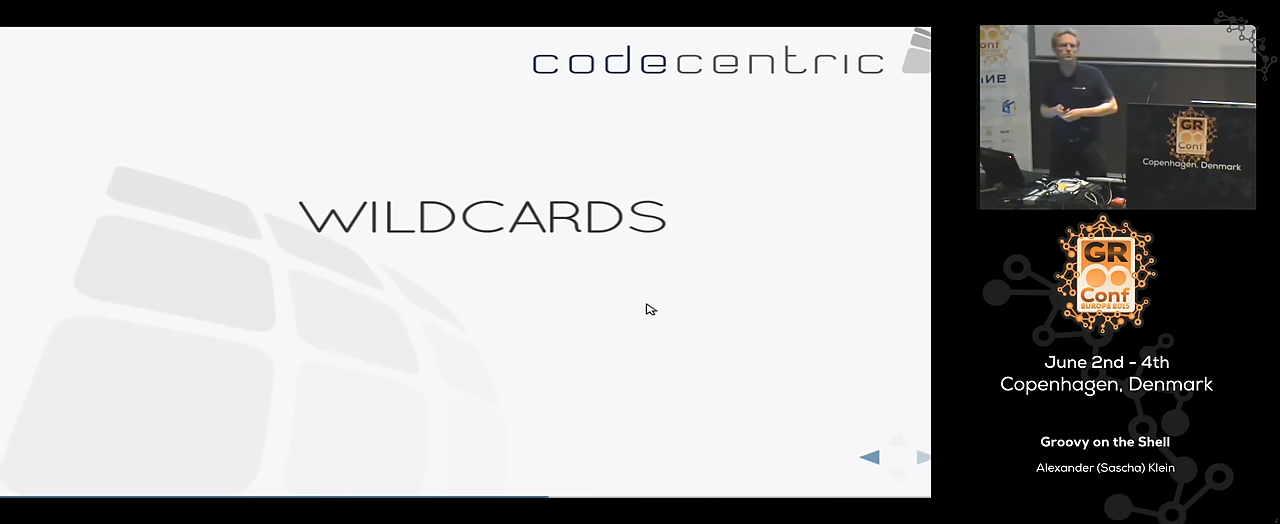 codecentric
WILDCARDS
GR
Conf
Copenhagen, Denmark
GR
Conf
EUROPE 2015
June 2nd - 4th
Copenhagen, Denmark
Groovy on the Shell
Alexander (Sascha) Klein